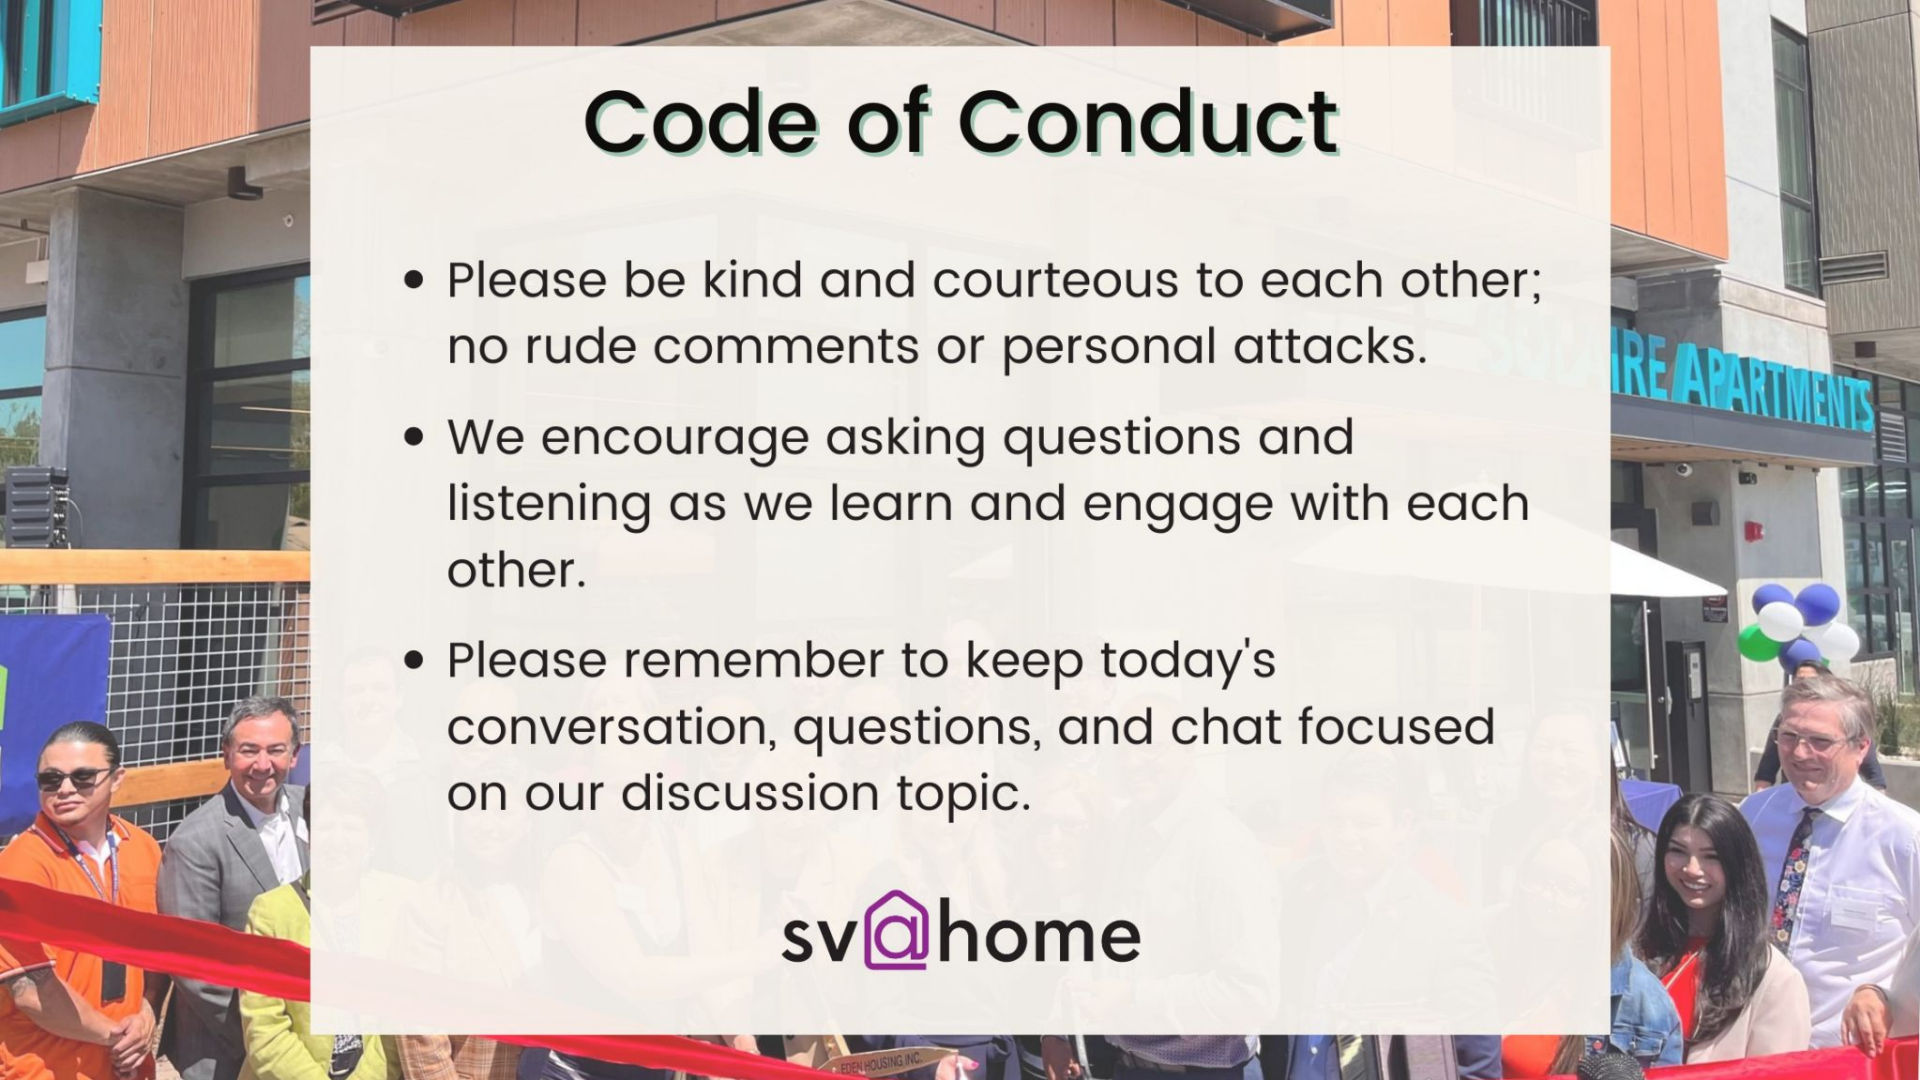 Code of Conduct
• Please be kind and courteous to each other;
no rude comments or personal attacks.
• We encourage asking questions and
listening as we learn and engage with each
other.
• Please remember to keep today's
conversation, questions, and chat focused
on our discussion topic.
sv@home
APARTMENTS
EDEN HOUSING INC.